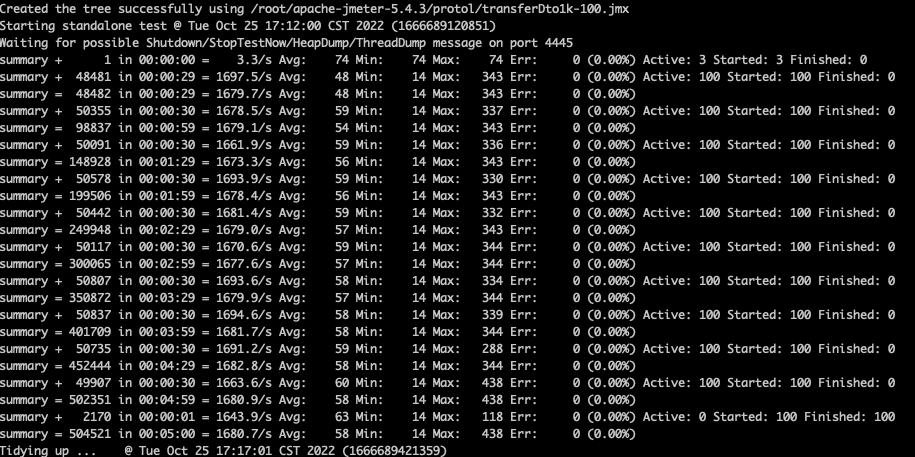 Created the tree successfully using /root/apache-jmeter-5.4.3/protol/transferDto1k-100.jmx
Starting standalone test @ Tue Oct 25 17:12:00 CST 2022 (1666689120851)
Waiting for possible Shutdown/StopTestNow/HeapDump/ThreadDump message on port 4445
summary +      1 in 00:00:00 =    3.3/s Avg:    74 Min:    74 Max:    74 Err:     0 (0.00%) Active: 3 Started: 3 Finished: 0
summary +  48481 in 00:00:29 = 1697.5/s Avg:    48 Min:    14 Max:   343 Err:     0 (0.00%) Active: 100 Started: 100 Finished: 0
summary =  48482 in 00:00:29 = 1679.7/s Avg:    48 Min:    14 Max:   343 Err:     0 (0.00%)
summary +  50355 in 00:00:30 = 1678.5/s Avg:    59 Min:    14 Max:   337 Err:     0 (0.00%) Active: 100 Started: 100 Finished: 0
summary =  98837 in 00:00:59 = 1679.1/s Avg:    54 Min:    14 Max:   343 Err:     0 (0.00%)
summary +  50091 in 00:00:30 = 1661.9/s Avg:    59 Min:    14 Max:   336 Err:     0 (0.00%) Active: 100 Started: 100 Finished: 0
summary = 148928 in 00:01:29 = 1673.3/s Avg:    56 Min:    14 Max:   343 Err:     0 (0.00%)
summary +  50578 in 00:00:30 = 1693.9/s Avg:    59 Min:    14 Max:   330 Err:     0 (0.00%) Active: 100 Started: 100 Finished: 0
summary = 199506 in 00:01:59 = 1678.4/s Avg:    56 Min:    14 Max:   343 Err:     0 (0.00%)
summary +  50442 in 00:00:30 = 1681.4/s Avg:    59 Min:    14 Max:   332 Err:     0 (0.00%) Active: 100 Started: 100 Finished: 0
summary = 249948 in 00:02:29 = 1679.0/s Avg:    57 Min:    14 Max:   343 Err:     0 (0.00%)
summary +  50117 in 00:00:30 = 1670.6/s Avg:    59 Min:    14 Max:   344 Err:     0 (0.00%) Active: 100 Started: 100 Finished: 0
summary = 300065 in 00:02:59 = 1677.6/s Avg:    57 Min:    14 Max:   344 Err:     0 (0.00%)
summary +  50807 in 00:00:30 = 1693.6/s Avg:    58 Min:    14 Max:   334 Err:     0 (0.00%) Active: 100 Started: 100 Finished: 0
summary = 350872 in 00:03:29 = 1679.9/s Avg:    57 Min:    14 Max:   344 Err:     0 (0.00%)
summary +  50837 in 00:00:30 = 1694.6/s Avg:    58 Min:    14 Max:   339 Err:     0 (0.00%) Active: 100 Started: 100 Finished: 0
summary = 401709 in 00:03:59 = 1681.7/s Avg:    58 Min:    14 Max:   344 Err:     0 (0.00%)
summary +  50735 in 00:00:30 = 1691.2/s Avg:    59 Min:    14 Max:   288 Err:     0 (0.00%) Active: 100 Started: 100 Finished: 0
summary = 452444 in 00:04:29 = 1682.8/s Avg:    58 Min:    14 Max:   344 Err:     0 (0.00%)
summary +  49907 in 00:00:30 = 1663.6/s Avg:    60 Min:    14 Max:   438 Err:     0 (0.00%) Active: 100 Started: 100 Finished: 0
summary = 502351 in 00:04:59 = 1680.9/s Avg:    58 Min:    14 Max:   438 Err:     0 (0.00%)
summary +   2170 in 00:00:01 = 1643.9/s Avg:    63 Min:    14 Max:   118 Err:     0 (0.00%) Active: 0 Started: 100 Finished: 100
summary = 504521 in 00:05:00 = 1680.7/s Avg:    58 Min:    14 Max:   438 Err:     0 (0.00%)
Tidying up ...    @ Tue Oct 25 17:17:01 CST 2022 (1666689421359)